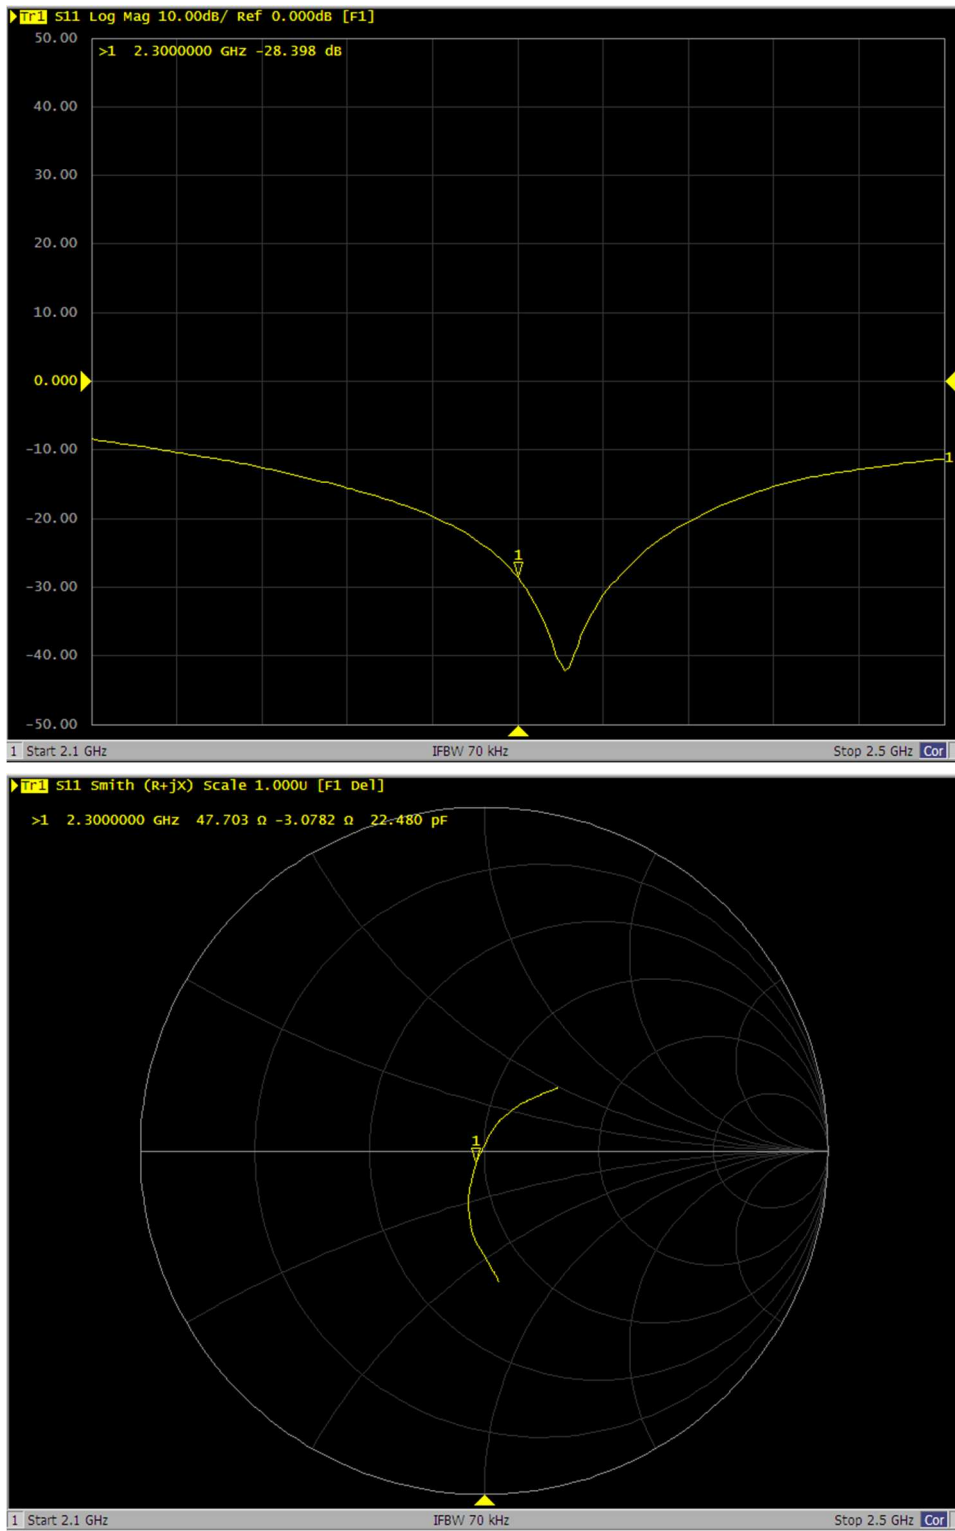 Tr1 S11 Log Mag 10.00dB/ Ref 0.000dB [F1]
50.00
>1 2.3000000 GHz -28.398 dB
40.00
30.00
20.00
10.00
0.000
-10.00
1
-20.00
1
-30.00
-40.00
-50.00
1 Start 2.1 GHz IFBW 70 kHz Stop 2.5 GHz Cor
Tr1 S11 Smith (R+jX) Scale 1.000U [F1 Del]
>1 2.3000000 GHz 47.703 Ω -3.0782 Ω 22.480 pF
1
1 Start 2.1 GHz IFBW 70 kHz Stop 2.5 GHz Cor